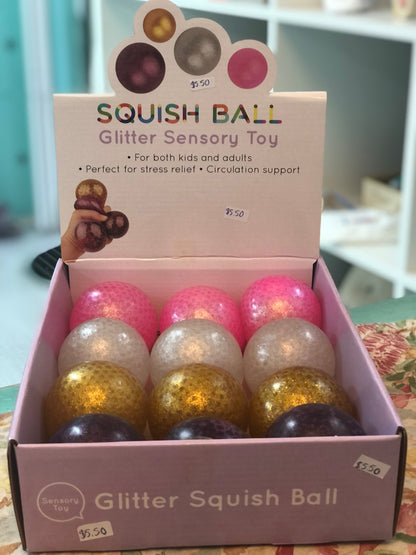 $5.50
SQUISH BALL
Glitter Sensory Toy
• For both kids and adults
• Perfect for stress relief • Circulation support
$5.50
Sensory
Toy
Glitter Squish Ball
$5.50
$5.50